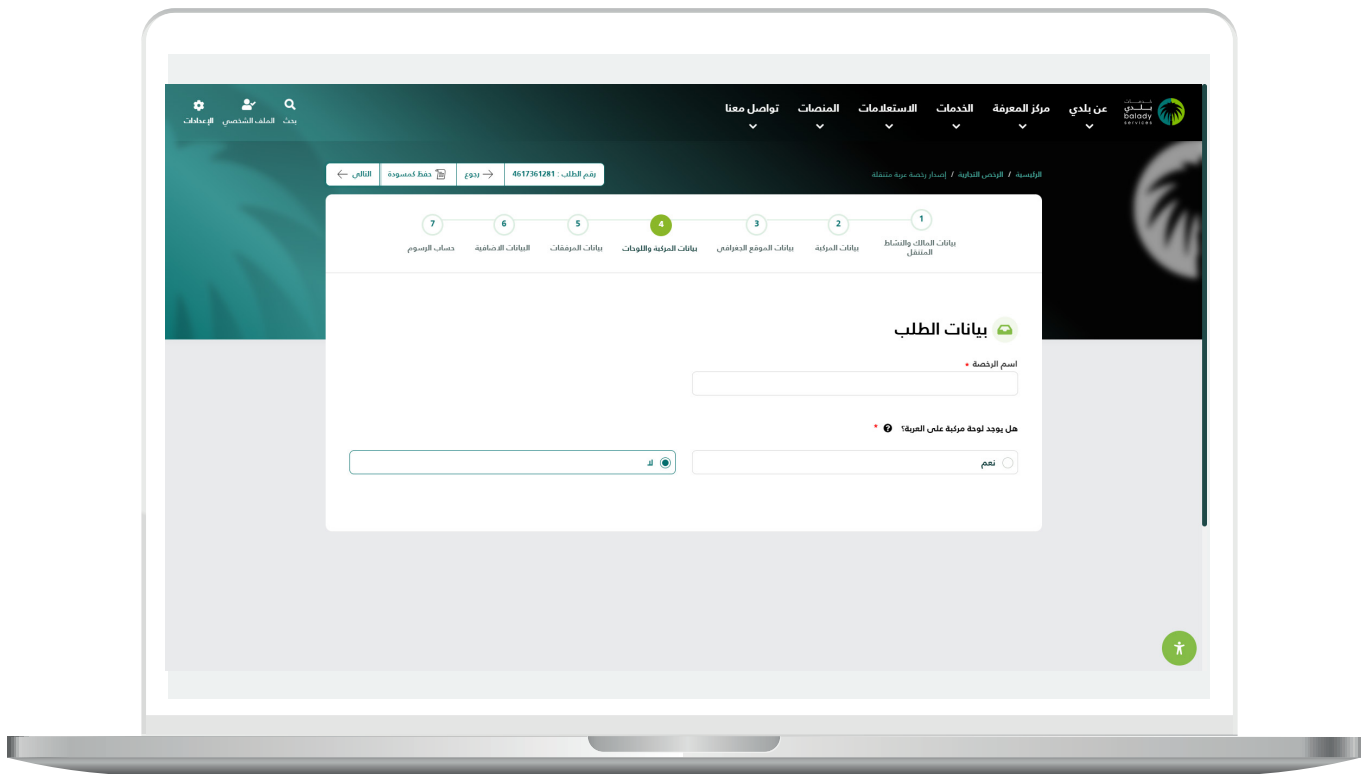 خدمات
بلدي
balady
services
عن بلدي
مركز المعرفة
الخدمات
الاستعلامات
المنصات
تواصل معنا
بحث
الملف الشخصي
الإعدادات
الرئيسية / الرخص التجارية / إصدار رخصة عربة متنقلة
رقم الطلب : 4617361281
رجوع
حفظ كمسودة
التالي
1
بيانات المالك والنشاط
المتنقل
2
بيانات المركبة
3
بيانات الموقع الجغرافي
4
بيانات المركبة واللوحات
5
بيانات المرفقات
6
البيانات الاضافية
7
حساب الرسوم
بيانات الطلب
اسم الرخصة *
هل يوجد لوحة مركبة على العربة؟ ? *
نعم
لا